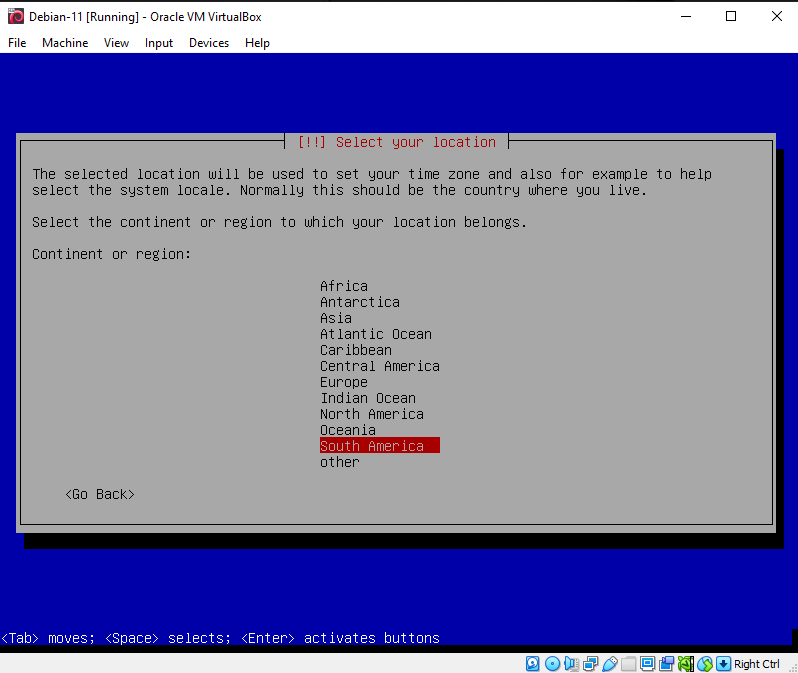 Debian-11 [Running] - Oracle VM VirtualBox
File Machine View Input Devices Help
[!!] Select your location
The selected location will be used to set your time zone and also for example to help
select the system locale. Normally this should be the country where you live.
Select the continent or region to which your location belongs.
Continent or region:
Africa
Antarctica
Asia
Atlantic Ocean
Caribbean
Central America
Europe
Indian Ocean
North America
Oceania
South America
other
<Go Back>
<Tab> moves; <Space> selects; <Enter> activates buttons
Right Ctrl